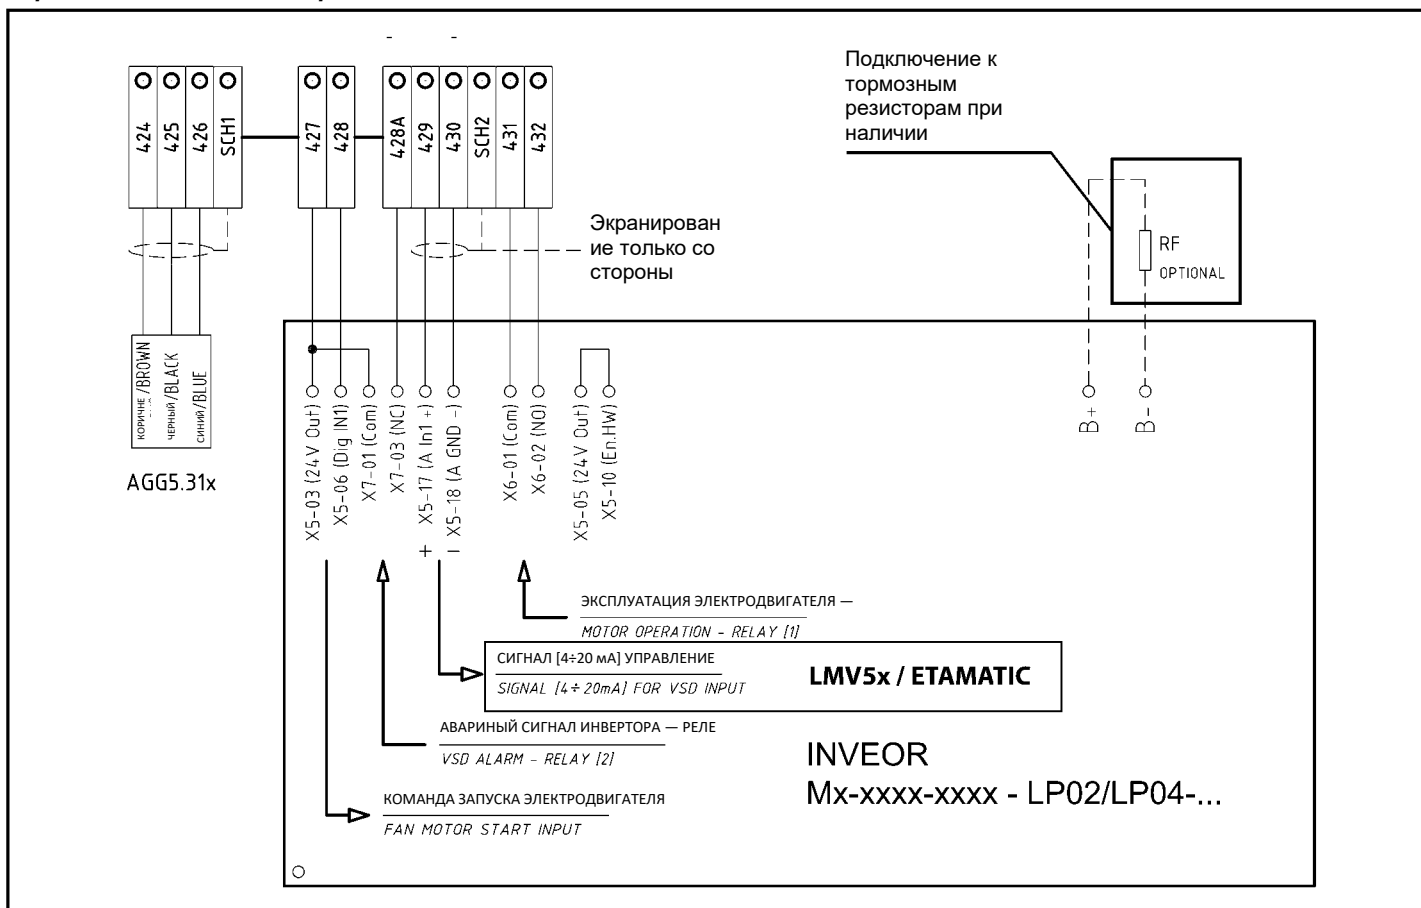 Подключение к
тормозным
резисторам при
наличии
424
425
426
SCH1
427
428
428A
429
430
SCH2
431
432
Экранирован
ие только со
стороны
RF
OPTIONAL
КОРИЧНЕ /BROWN
ЧЕРНЫЙ/BLACK
СИНИЙ/BLUE
AGG5.31x
X5-03 (24V Out)
X5-06 (Dig IN1)
X7-01 (Com)
X7-03 (NC)
+ X5-17 (A In1 +)
– X5-18 (A GND -)
X6-01 (Com)
X6-02 (NO)
X5-05 (24V Out)
X5-10 (En.HW)
B+
B-
ЭКСПЛУАТАЦИЯ ЭЛЕКТРОДВИГАТЕЛЯ —
MOTOR OPERATION - RELAY [1]
СИГНАЛ [4÷20 мА] УПРАВЛЕНИЕ
SIGNAL [4÷20mA] FOR VSD INPUT
LMV5x / ETAMATIC
АВАРИНЫЙ СИГНАЛ ИНВЕРТОРА — РЕЛЕ
VSD ALARM - RELAY [2]
INVEOR
Mx-xxxx-xxxx - LP02/LP04-...
КОМАНДА ЗАПУСКА ЭЛЕКТРОДВИГАТЕЛЯ
FAN MOTOR START INPUT